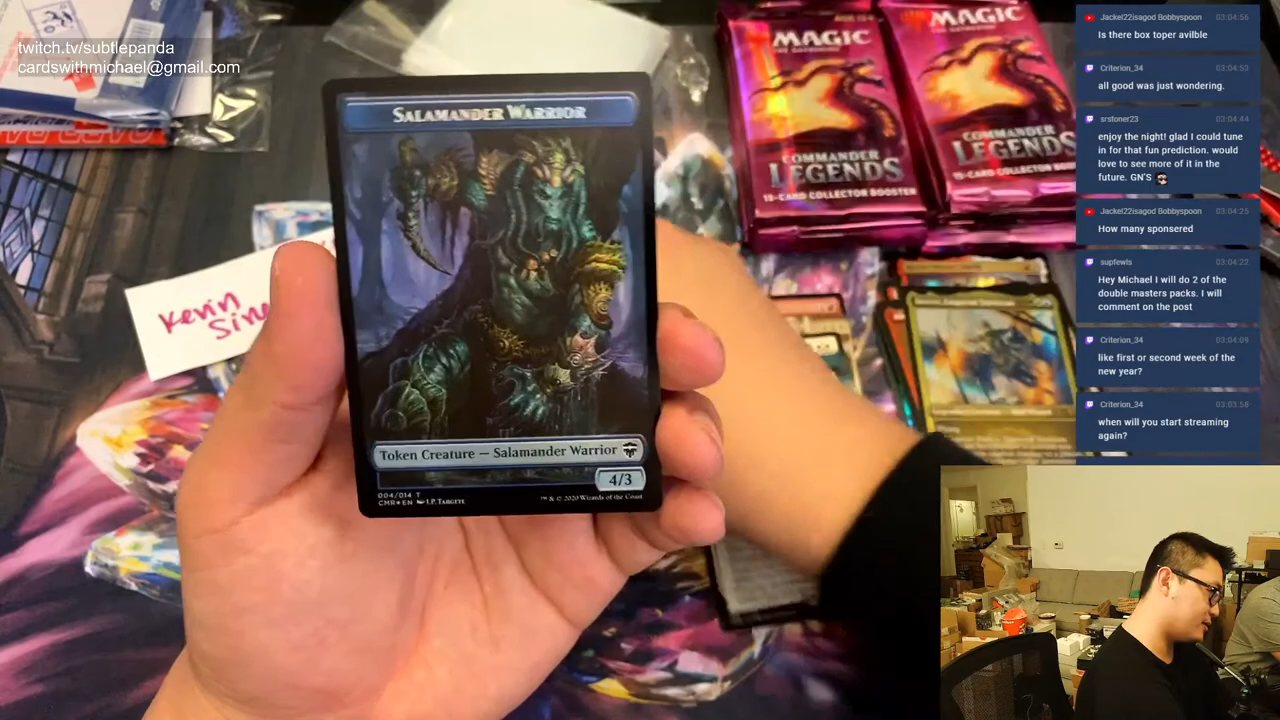 twitch.tv/subtlepanda
cardswithmichael@gmail.com
SALAMANDER WARRIOR
Token Creature — Salamander Warrior
4/3
004/014 T
CMR • EN
™ & © 2020 Wizards of the Coast
Kevin
MAGIC
COMMANDER
LEGENDS
15-CARD COLLECTOR BOOSTER
MAGIC
COMMANDER
LEGENDS
15-CARD COLLECTOR BOO
Jackel22isagod Bobbyspoon 03:04:56
Is there box toper avilble
Criterion_34 03:04:53
all good was just wondering.
srstoner23 03:04:44
enjoy the night! glad I could tune
in for that fun prediction. would
love to see more of it in the
future. GN'S
Jackel22isagod Bobbyspoon 03:04:25
How many sponsered
supfewls 03:04:22
Hey Michael I will do 2 of the
double masters packs. I will
comment on the post
Criterion_34 03:04:09
like first or second week of the
new year?
Criterion_34 03:03:58
when will you start streaming
again?